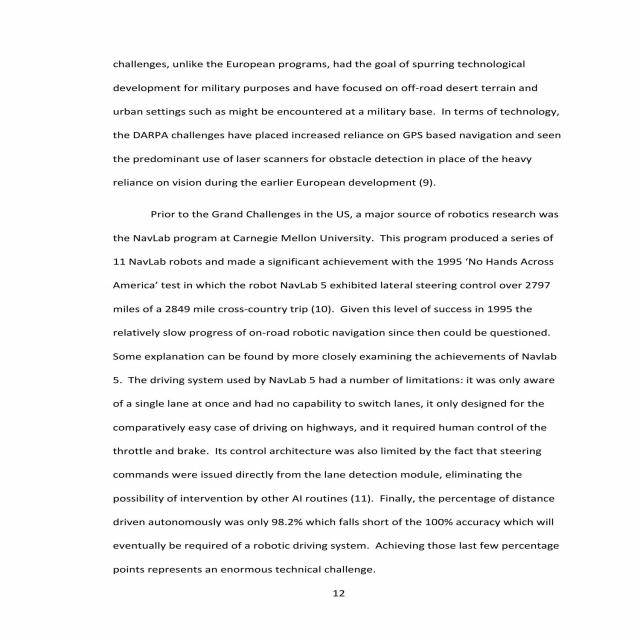 challenges, unlike the European programs, had the goal of spurring technological
development for military purposes and have focused on off-road desert terrain and
urban settings such as might be encountered at a military base.  In terms of technology,
the DARPA challenges have placed increased reliance on GPS based navigation and seen
the predominant use of laser scanners for obstacle detection in place of the heavy
reliance on vision during the earlier European development (9).
Prior to the Grand Challenges in the US, a major source of robotics research was
the NavLab program at Carnegie Mellon University.  This program produced a series of
11 NavLab robots and made a significant achievement with the 1995 ‘No Hands Across
America’ test in which the robot NavLab 5 exhibited lateral steering control over 2797
miles of a 2849 mile cross-country trip (10).  Given this level of success in 1995 the
relatively slow progress of on-road robotic navigation since then could be questioned.
Some explanation can be found by more closely examining the achievements of Navlab
5.  The driving system used by NavLab 5 had a number of limitations: it was only aware
of a single lane at once and had no capability to switch lanes, it only designed for the
comparatively easy case of driving on highways, and it required human control of the
throttle and brake.  Its control architecture was also limited by the fact that steering
commands were issued directly from the lane detection module, eliminating the
possibility of intervention by other AI routines (11).  Finally, the percentage of distance
driven autonomously was only 98.2% which falls short of the 100% accuracy which will
eventually be required of a robotic driving system.  Achieving those last few percentage
points represents an enormous technical challenge.
12